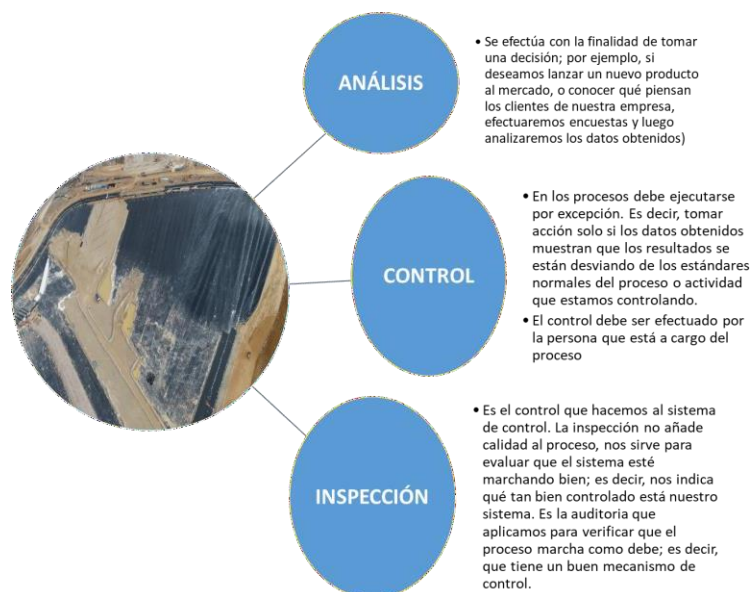 ANÁLISIS
• Se efectúa con la finalidad de tomar
una decisión; por ejemplo, si
deseamos lanzar un nuevo producto
al mercado, o conocer qué piensan
los clientes de nuestra empresa,
efectuaremos encuestas y luego
analizaremos los datos obtenidos)
CONTROL
• En los procesos debe ejecutarse
por excepción. Es decir, tomar
acción solo si los datos obtenidos
muestran que los resultados se
están desviando de los estándares
normales del proceso o actividad
que estamos controlando.
• El control debe ser efectuado por
la persona que está a cargo del
proceso
INSPECCIÓN
• Es el control que hacemos al sistema
de control. La inspección no añade
calidad al proceso, nos sirve para
evaluar que el sistema esté
marchando bien; es decir, nos indica
qué tan bien controlado está nuestro
sistema. Es la auditoria que
aplicamos para verificar que el
proceso marcha como debe; es decir,
que tiene un buen mecanismo de
control.